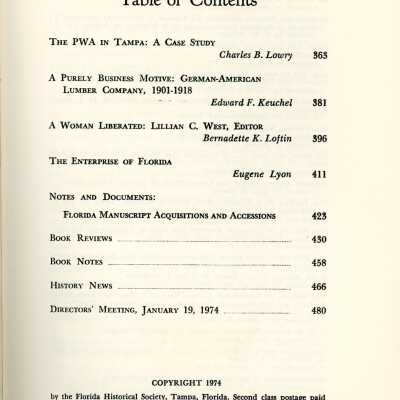 Table of Contents
THE PWA IN TAMPA: A CASE STUDY
Charles B. Lowry 363
A PURELY BUSINESS MOTIVE: GERMAN-AMERICAN
LUMBER COMPANY, 1901-1918
Edward F. Keuchel 381
A WOMAN LIBERATED: LILLIAN C. WEST, EDITOR
Bernadette K. Loftin 396
THE ENTERPRISE OF FLORIDA
Eugene Lyon 411
NOTES AND DOCUMENTS:
FLORIDA MANUSCRIPT ACQUISITIONS AND ACCESSIONS 423
BOOK REVIEWS 430
BOOK NOTES 458
HISTORY NEWS 466
DIRECTORS' MEETING, JANUARY 19, 1974 480
COPYRIGHT 1974
by the Florida Historical Society, Tampa, Florida. Second class postage paid